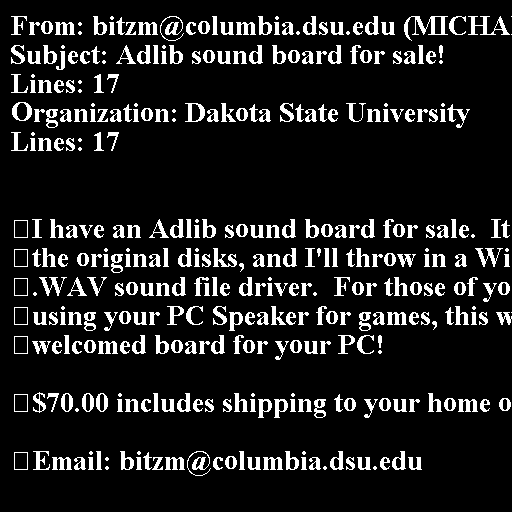 From: bitzm@columbia.dsu.edu (MICHA
Subject: Adlib sound board for sale!
Lines: 17
Organization: Dakota State University
Lines: 17
I have an Adlib sound board for sale.  It
the original disks, and I'll throw in a Wi
.WAV sound file driver.  For those of yo
using your PC Speaker for games, this w
welcomed board for your PC!
$70.00 includes shipping to your home o
Email: bitzm@columbia.dsu.edu